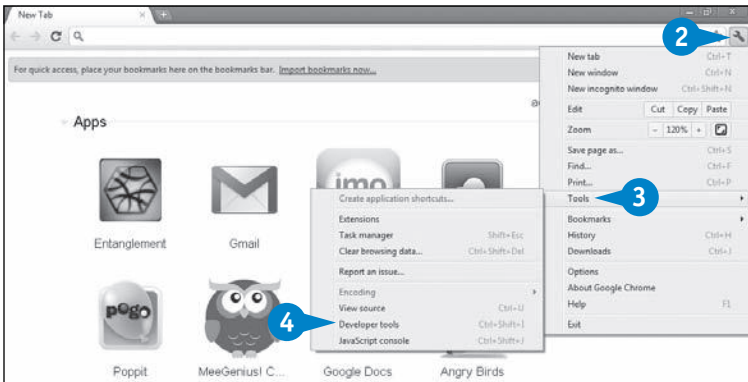 New Tab
2
For quick access, place your bookmarks here on the bookmarks bar. Import bookmarks now...
Apps
Entanglement
Gmail
imo
pogo
Poppit
MeeGenius! C...
Google Docs
Angry Birds
New tab Ctrl+T
New window Ctrl+N
New incognito window Ctrl+Shift+N
Edit Cut Copy Paste
Zoom - 120% +
Save page as... Ctrl+S
Find... Ctrl+F
Print... Ctrl+P
Tools
3
Bookmarks
History Ctrl+H
Downloads Ctrl+J
Options
About Google Chrome
Help F1
Exit
Create application shortcuts...
Extensions
Task manager Shift+Esc
Clear browsing data... Ctrl+Shift+Del
Report an issue...
Encoding
View source Ctrl+U
4
Developer tools Ctrl+Shift+I
JavaScript console Ctrl+Shift+J